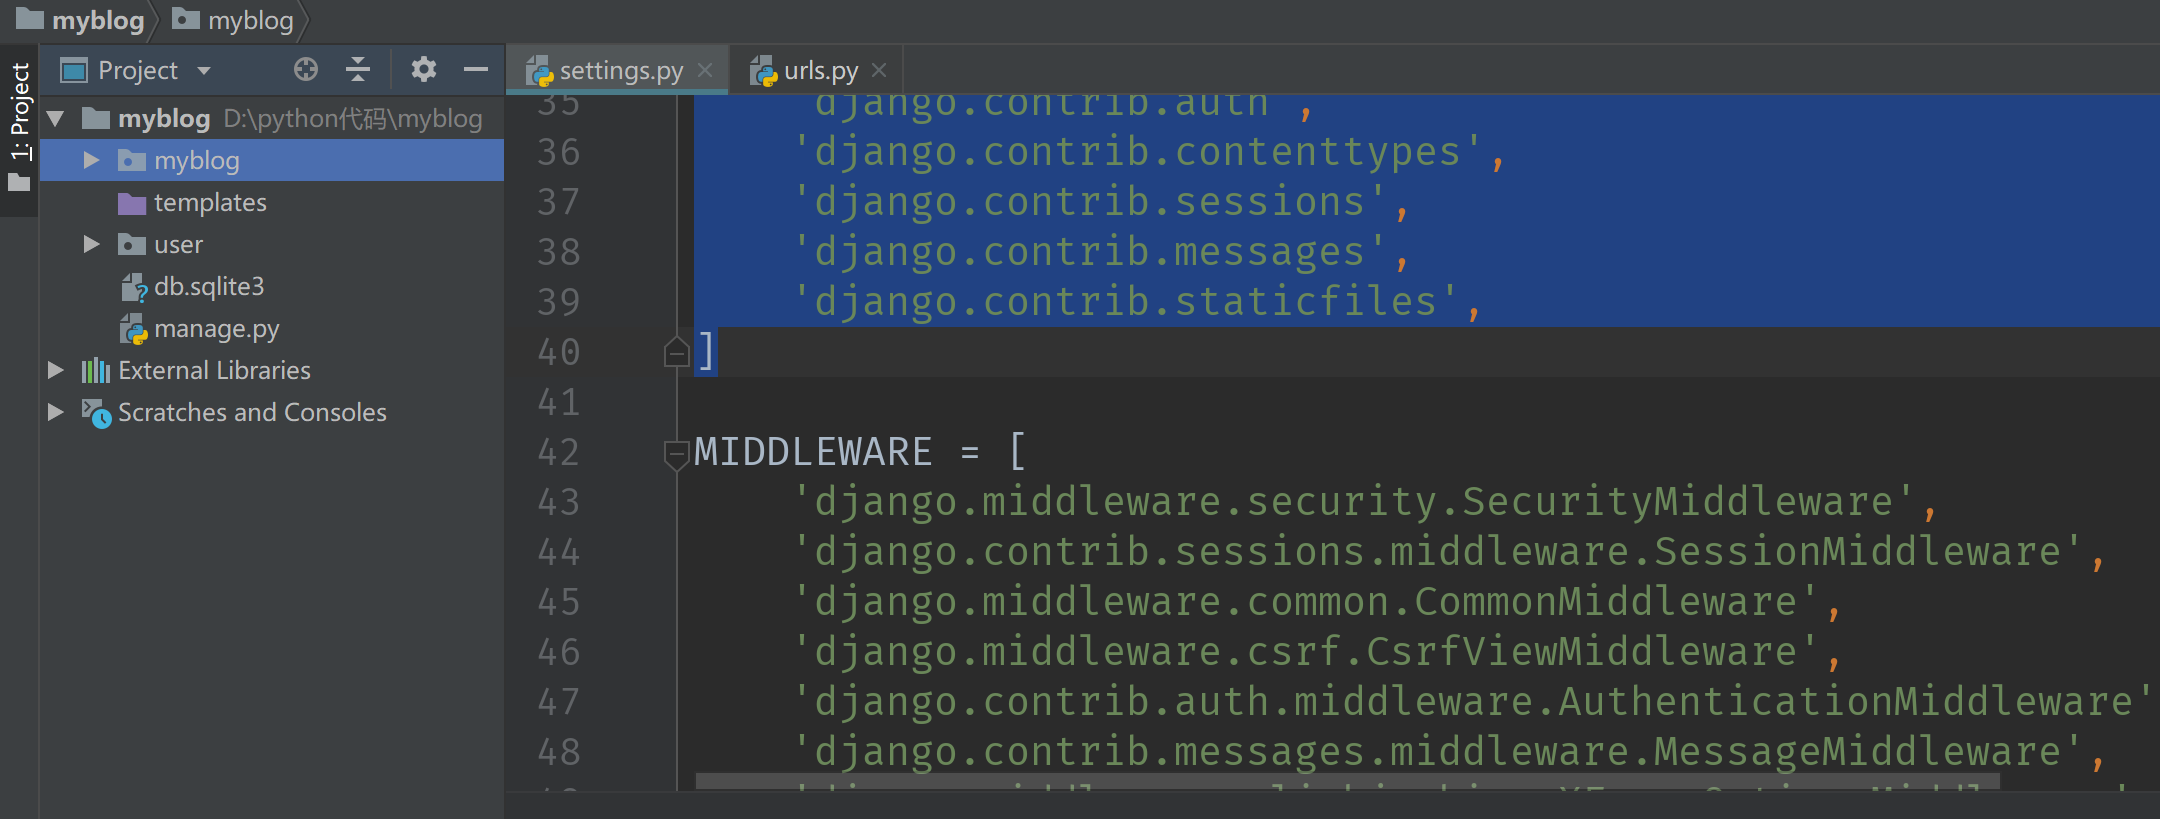 myblog myblog
1: Project
Project
settings.py
urls.py
myblog D:\python代码\myblog
myblog
templates
user
db.sqlite3
manage.py
External Libraries
Scratches and Consoles
35 'django.contrib.auth',
36 'django.contrib.contenttypes',
37 'django.contrib.sessions',
38 'django.contrib.messages',
39 'django.contrib.staticfiles',
40 ]
41
42 MIDDLEWARE = [
43 'django.middleware.security.SecurityMiddleware',
44 'django.contrib.sessions.middleware.SessionMiddleware',
45 'django.middleware.common.CommonMiddleware',
46 'django.middleware.csrf.CsrfViewMiddleware',
47 'django.contrib.auth.middleware.AuthenticationMiddleware'
48 'django.contrib.messages.middleware.MessageMiddleware',